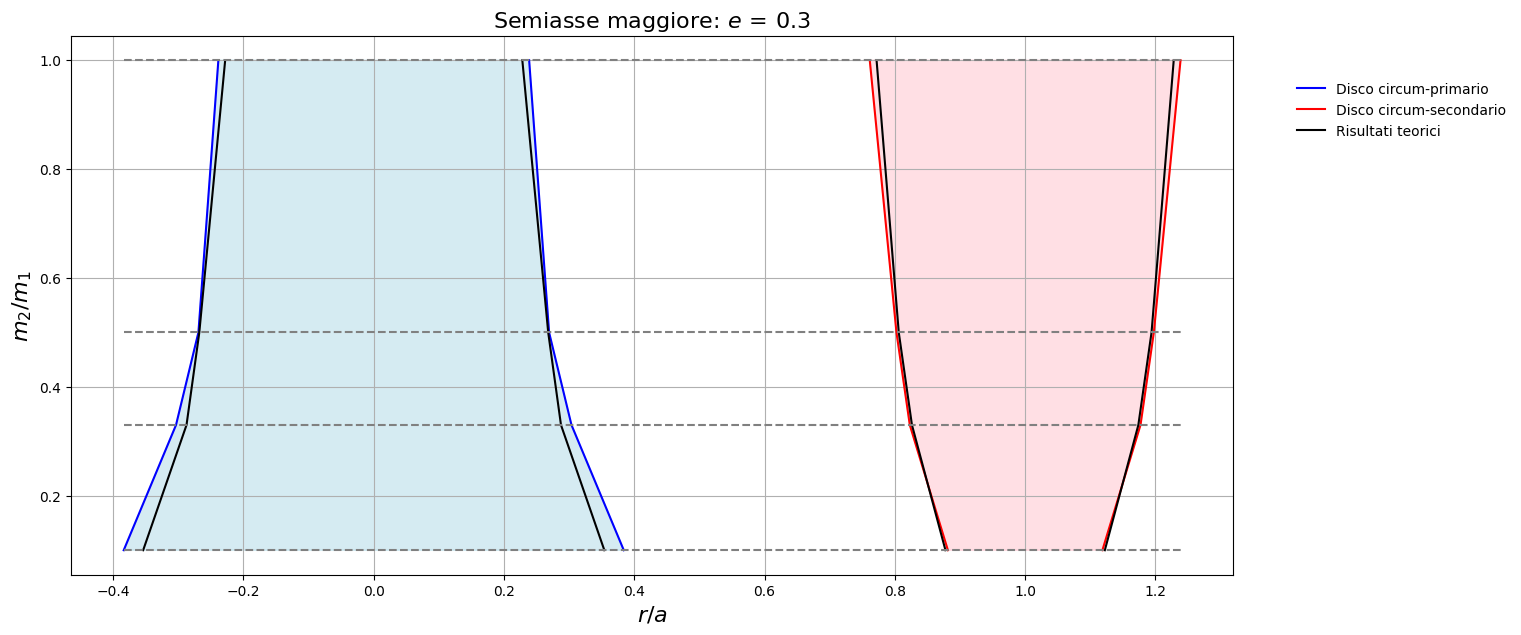 Semiasse maggiore: e = 0.3
1.0
0.8
0.6
0.4
0.2
m₂/m₁
−0.4 −0.2 0.0 0.2 0.4 0.6 0.8 1.0 1.2
r/a
Disco circum-primario
Disco circum-secondario
Risultati teorici